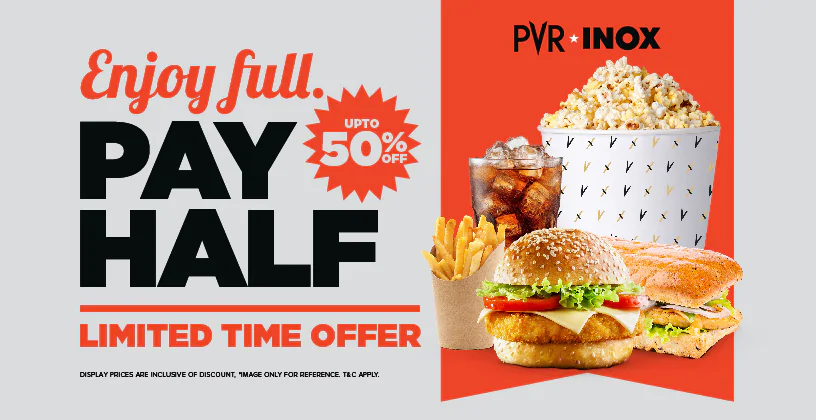 PVR INOX
Enjoy full.
PAY
HALF
UPTO
50%
OFF
LIMITED TIME OFFER
DISPLAY PRICES ARE INCLUSIVE OF DISCOUNT, *IMAGE ONLY FOR REFERENCE. T&C APPLY.